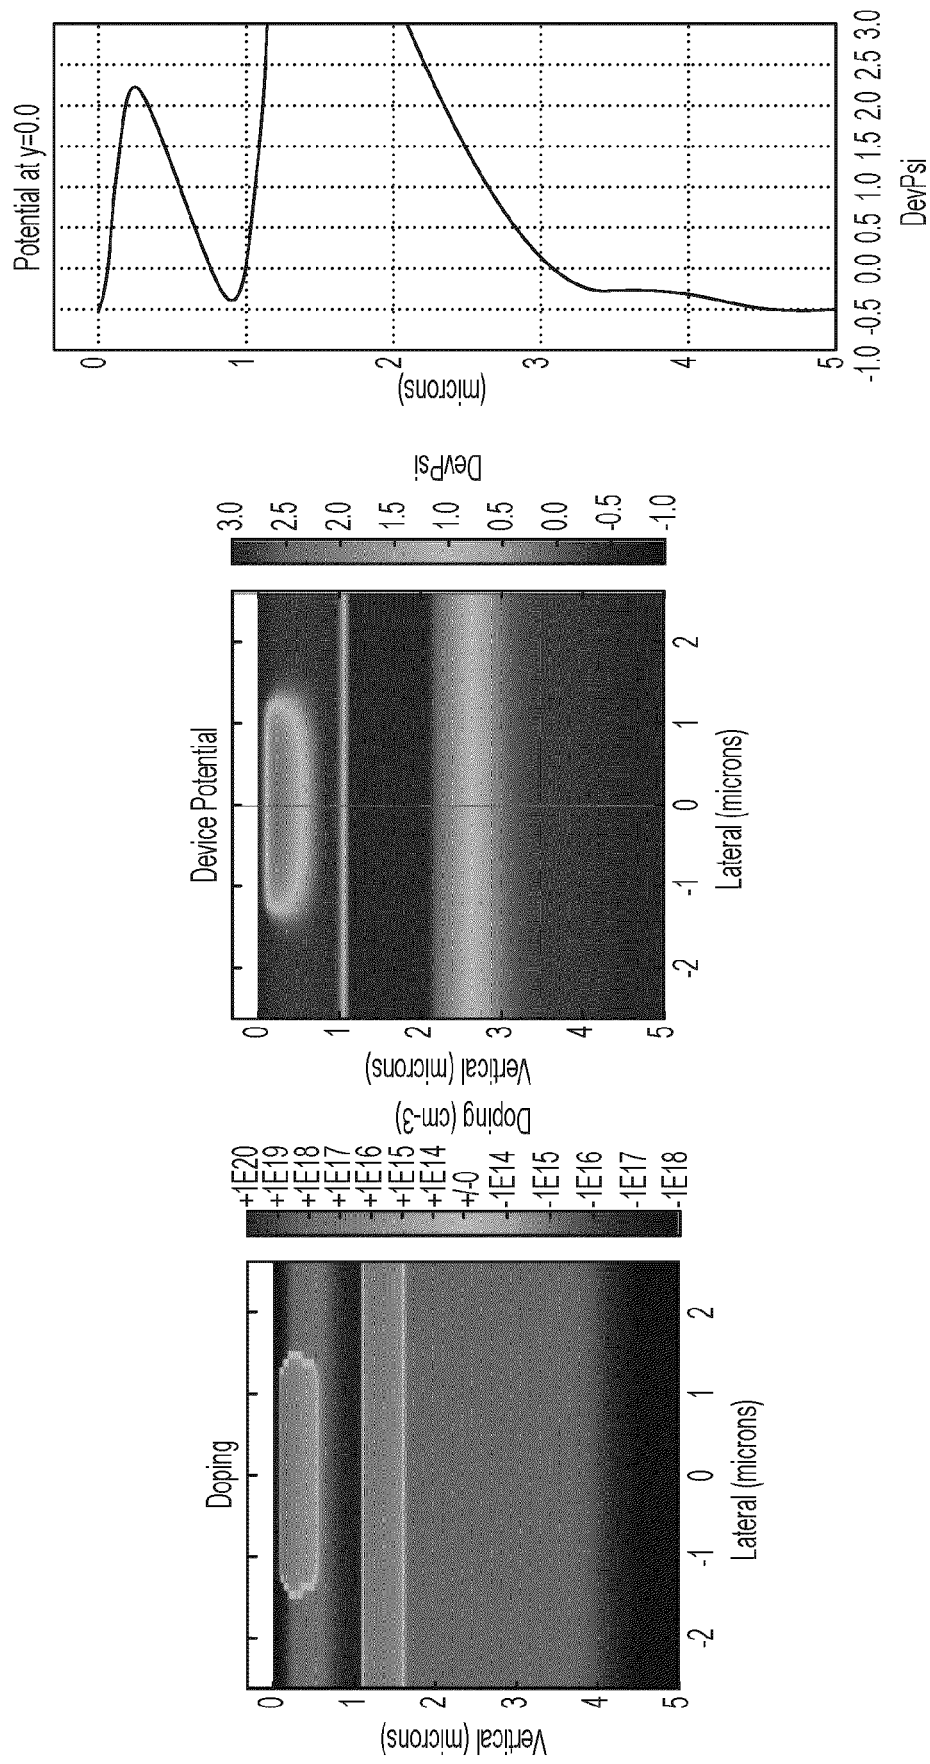 Doping
Vertical (microns)
0
1
2
3
4
5
-2
-1
0
1
2
Lateral (microns)
+1E20
+1E19
+1E18
+1E17
+1E16
+1E15
+1E14
+/-0
-1E14
-1E15
-1E16
-1E17
-1E18
Doping (cm-3)
Device Potential
Vertical (microns)
0
1
2
3
4
5
-2
-1
0
1
2
Lateral (microns)
3.0
2.5
2.0
1.5
1.0
0.5
0.0
-0.5
-1.0
DevPsi
Potential at y=0.0
(microns)
0
1
2
3
4
5
-1.0 -0.5 0.0 0.5 1.0 1.5 2.0 2.5 3.0
DevPsi